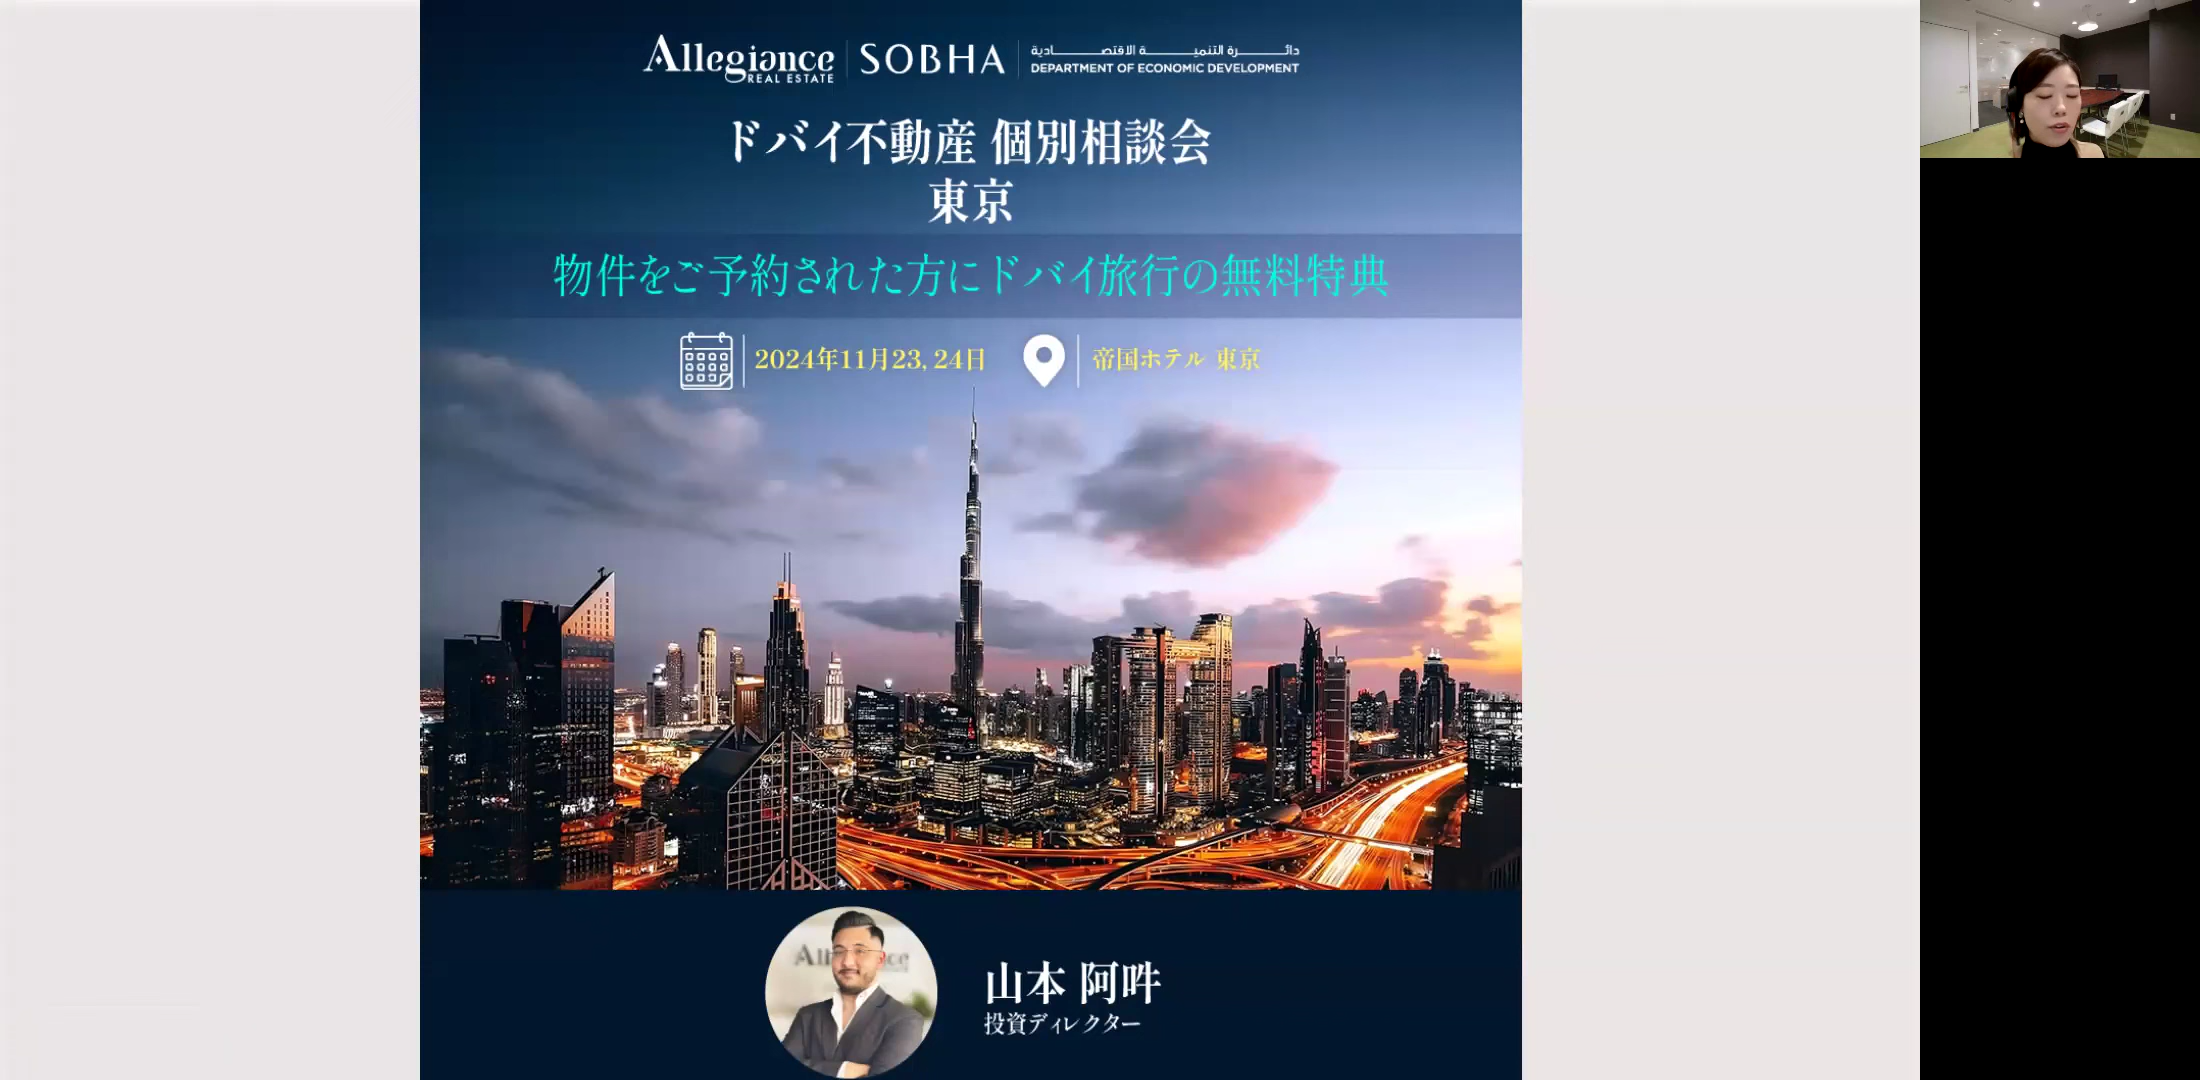 Allegiance
REAL ESTATE
SOBHA
دائرة التنمية الاقتصادية
DEPARTMENT OF ECONOMIC DEVELOPMENT
ドバイ不動産 個別相談会
東京
物件をご予約された方にドバイ旅行の無料特典
2024年11月23, 24日
帝国ホテル 東京
山本 阿吽
投資ディレクター